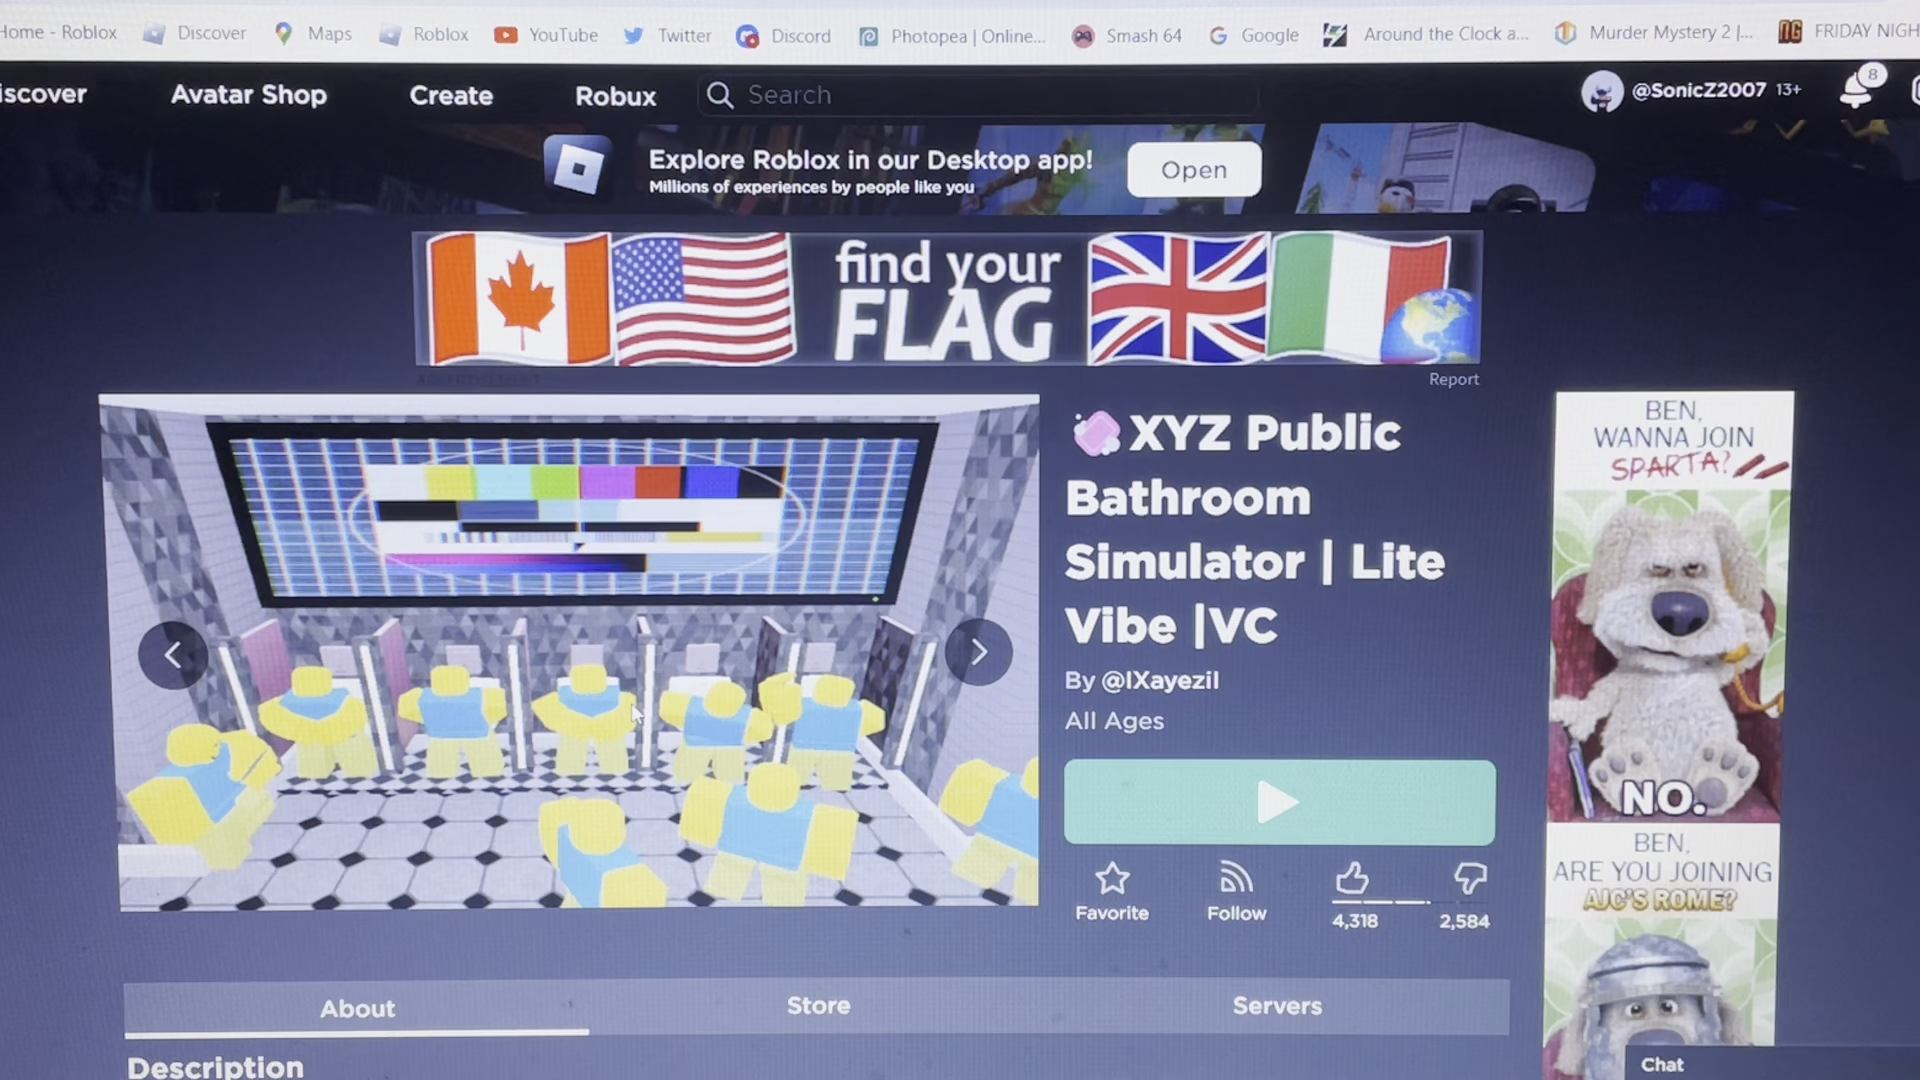 Home - Roblox Discover Maps Roblox YouTube Twitter Discord Photopea | Online... Smash 64 Google Around the Clock a... Murder Mystery 2 |... FRIDAY NIGH
iscover Avatar Shop Create Robux Search @SonicZ2007 13+ 8
Explore Roblox in our Desktop app!
Millions of experiences by people like you
Open
find your
FLAG
Report
XYZ Public
Bathroom
Simulator | Lite
Vibe |VC
By @IXayezil
All Ages
Favorite Follow 4,318 2,584
BEN,
WANNA JOIN
SPARTA?
NO.
BEN,
ARE YOU JOINING
AJC'S ROME?
About Store Servers
Description
Chat